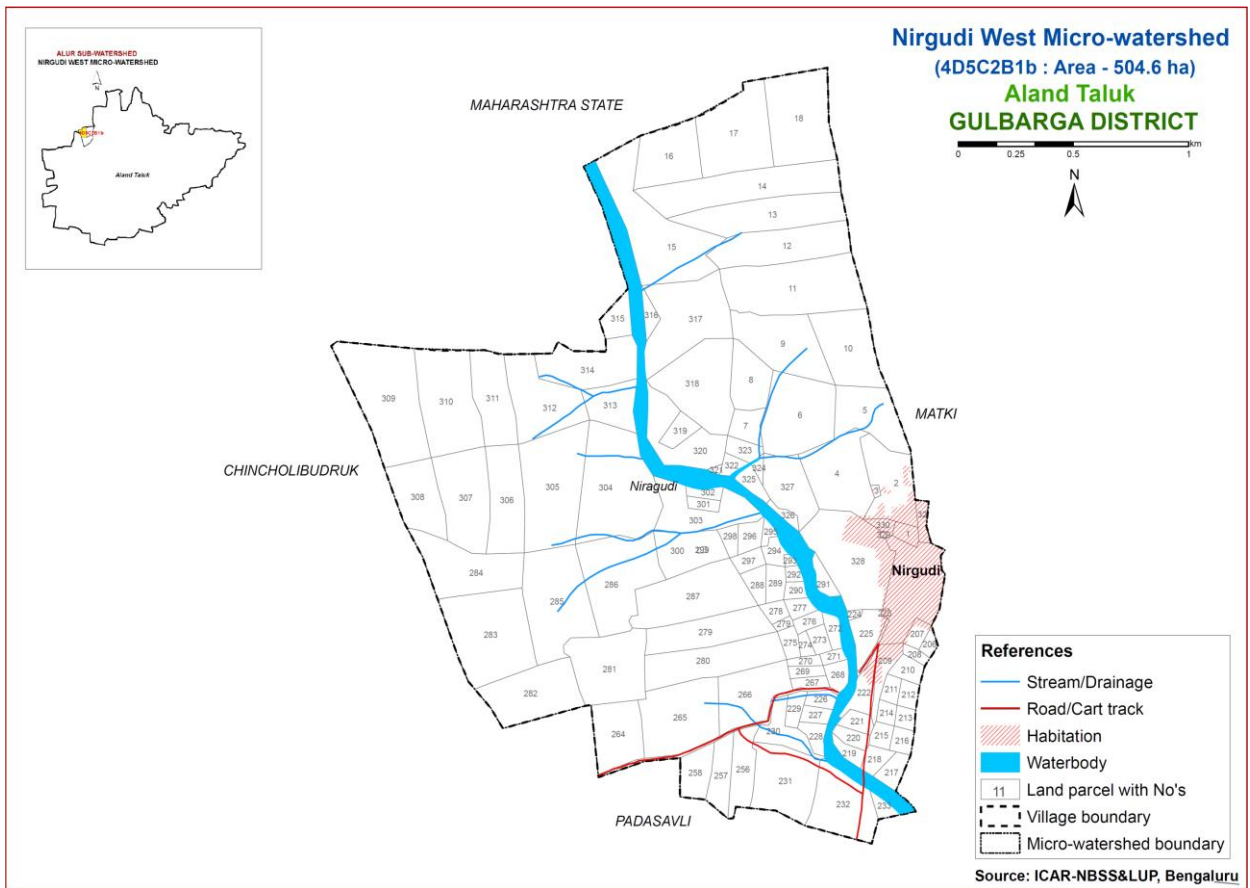 ALUR SUB-WATERSHED
NIRGUDI WEST MICRO-WATERSHED
N
4D5C2B1b
Aland Taluk
Nirgudi West Micro-watershed
(4D5C2B1b : Area - 504.6 ha)
Aland Taluk
GULBARGA DISTRICT
km
0 0.25 0.5 1
N
MAHARASHTRA STATE
18
17
16
14
13
12
15
11
315 316 317
9 10
314
309 310 311 312 313 318 8
5
6
MATKI
319 7
320 323
CHINCHOLIBUDRUK
322 324
321 325
4 2
3
308 307 306 305 304 Niragudi 302 327
301
303 326
330 32
329 1
300 299 298 296 295
294
297 293
328
Nirgudi
284 286 292 291
288 289 290
285 287
278 277 224
283 279 276 272 225 207
275 274 273 206
208
280 270 271
281 269 268 209 210
282 267
222 211 212
266 226
265 229 227 221 214 213
264 230 228 220 215 216
219 218
217
258 257 256 231
232 233
PADASAVLI
References
Stream/Drainage
Road/Cart track
Habitation
Waterbody
11 Land parcel with No's
Village boundary
Micro-watershed boundary
Source: ICAR-NBSS&LUP, Bengaluru